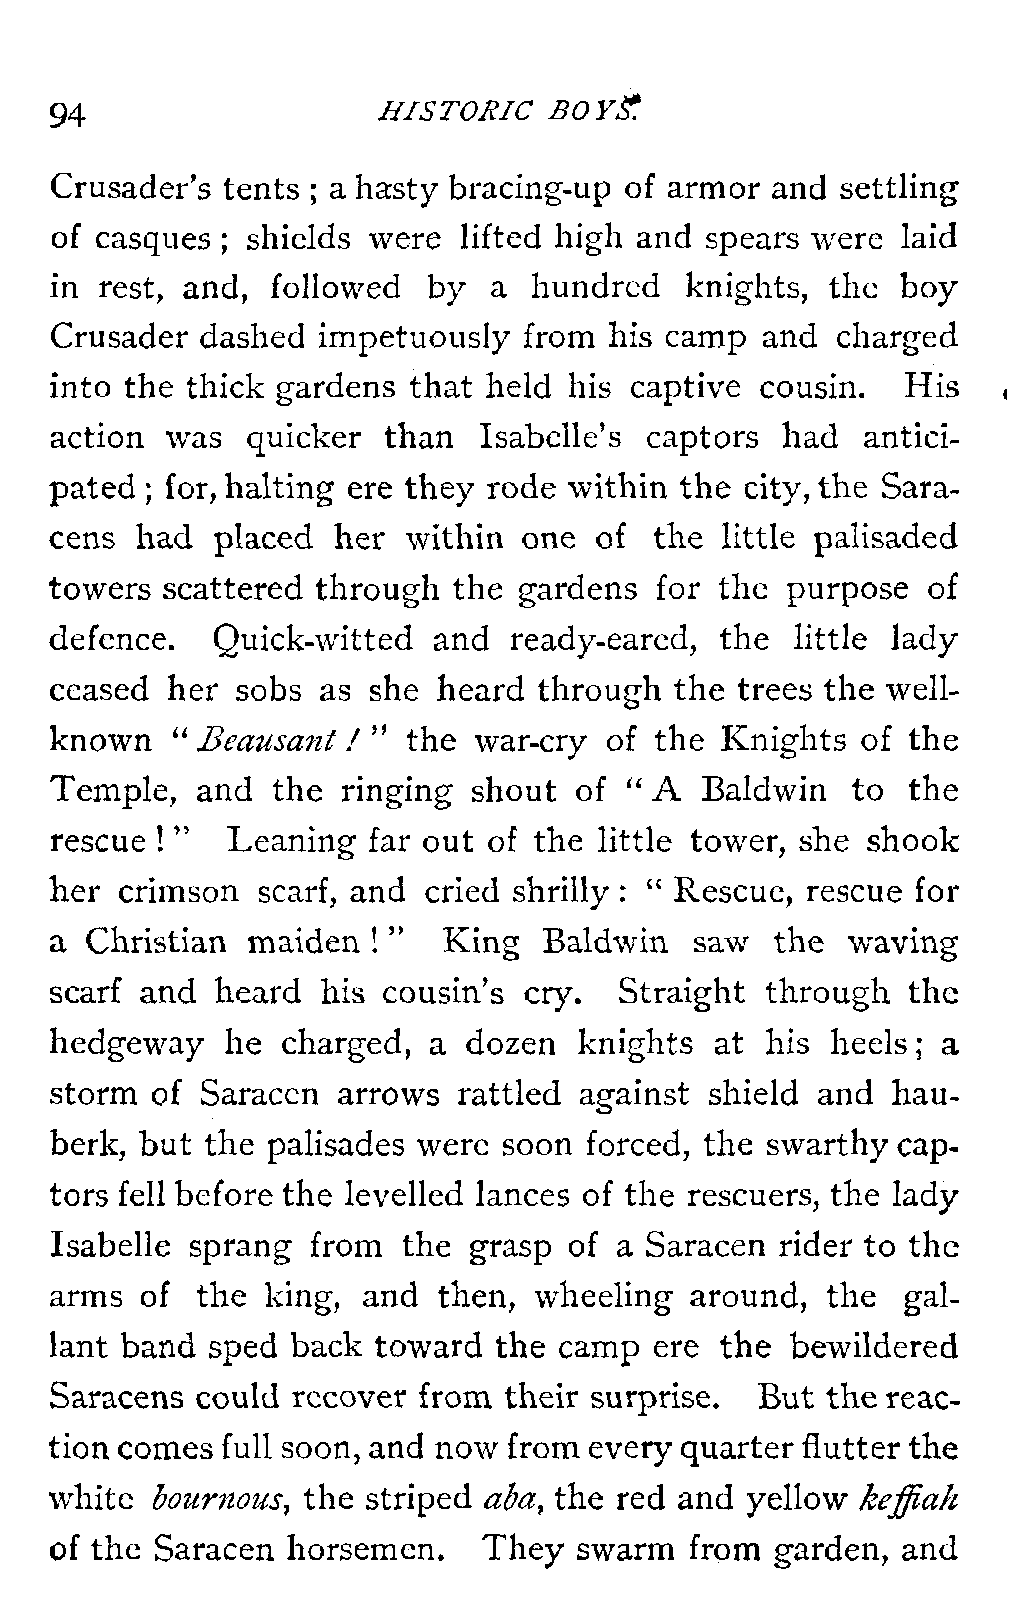 94 HISTORIC BOYS.
Crusader's tents ; a hasty bracing-up of armor and settling
of casques ; shields were lifted high and spears were laid
in rest, and, followed by a hundred knights, the boy
Crusader dashed impetuously from his camp and charged
into the thick gardens that held his captive cousin. His
action was quicker than Isabelle's captors had antici-
pated ; for, halting ere they rode within the city, the Sara-
cens had placed her within one of the little palisaded
towers scattered through the gardens for the purpose of
defence. Quick-witted and ready-eared, the little lady
ceased her sobs as she heard through the trees the well-
known " Beausant ! " the war-cry of the Knights of the
Temple, and the ringing shout of " A Baldwin to the
rescue ! " Leaning far out of the little tower, she shook
her crimson scarf, and cried shrilly : " Rescue, rescue for
a Christian maiden ! " King Baldwin saw the waving
scarf and heard his cousin's cry. Straight through the
hedgeway he charged, a dozen knights at his heels ; a
storm of Saracen arrows rattled against shield and hau-
berk, but the palisades were soon forced, the swarthy cap-
tors fell before the levelled lances of the rescuers, the lady
Isabelle sprang from the grasp of a Saracen rider to the
arms of the king, and then, wheeling around, the gal-
lant band sped back toward the camp ere the bewildered
Saracens could recover from their surprise. But the reac-
tion comes full soon, and now from every quarter flutter the
white bournous, the striped aba, the red and yellow keffiah
of the Saracen horsemen. They swarm from garden, and